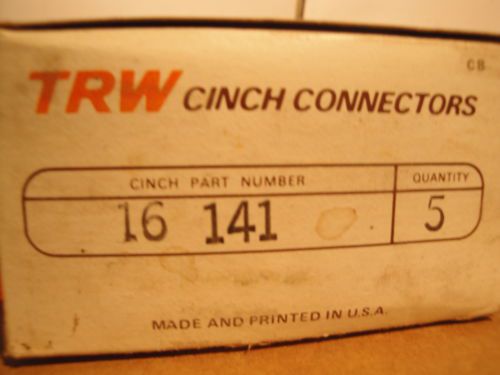 CB
TRW CINCH CONNECTORS
CINCH PART NUMBER QUANTITY
16 141 5
MADE AND PRINTED IN U.S.A.